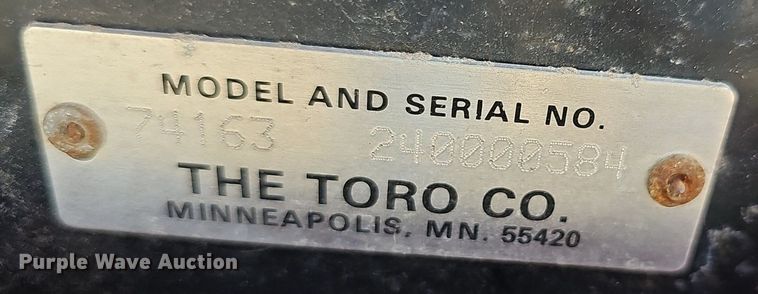 MODEL AND SERIAL NO.
74163 240000584
THE TORO CO.
MINNEAPOLIS, MN. 55420
Purple Wave Auction